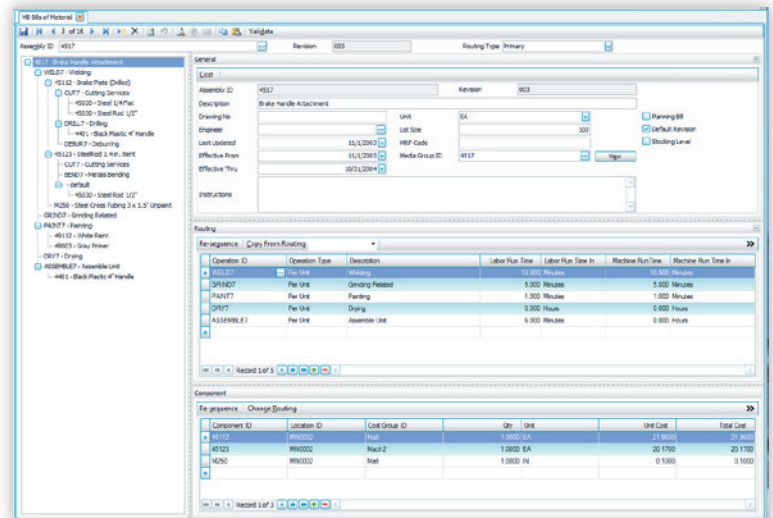 MB Bills of Material
3 of 16 Validate
Assembly ID 4517 Revision 003 Routing Type Primary
4517 - Brake Handle Attachment
WELD7 - Welding
45112 - Brake Plate (Drilled)
CUT7 - Cutting Services
45020 - Steel 1/4 Flat
45030 - Steel Rod 1/2"
DRILL7 - Drilling
4401 - Black Plastic 4" Handle
DEBUR7 - Deburring
45123 - Steel Rod 1.4 in. Bent
CUT7 - Cutting Services
BEND7 - Metals Bending
- default
45030 - Steel Rod 1/2"
M250 - Steel Cross Tubing 3 x 1.5" Unpaint
GRIND7 - Grinding Related
PAINT7 - Painting
49112 - White Paint
49003 - Gray Primer
DRY7 - Drying
ASSEMBLE7 - Assemble Unit
4401 - Black Plastic 4" Handle
General
Cost
Assembly ID 4517 Revision 003
Description Brake Handle Attachment
Drawing No Unit EA Planning Bill
Engineer Lot Size 100 Default Revision
Last Updated 11/1/2003 MRP Code Stocking Level
Effective From 11/1/2003 Media Group ID 4517 View
Effective Thru 10/31/2004
Instructions
Routing
Re-sequence Copy From Routing
Operation ID Operation Type Description Labor Run Time Labor Run Time In Machine Run Time Machine Run Time In
WELD7 Per Unit Welding 10.000 Minutes 10.000 Minutes
GRIND7 Per Unit Grinding Related 5.000 Minutes 5.000 Minutes
PAINT7 Per Unit Painting 1.000 Minutes 1.000 Minutes
DRY7 Per Unit Drying 0.000 Hours 0.000 Minutes
ASSEMBLE7 Per Unit Assemble Unit 6.000 Minutes 0.000 Hours
Record 1 of 5
Component
Re-sequence Change Routing
Component ID Location ID Cost Group ID Qty Unit Unit Cost Total Cost
45112 MN0002 Matl 1.0000 EA 21.9600 21.9600
45123 MN0002 Mach2 1.0000 EA 20.1700 20.1700
M250 MN0002 Matl 1.0000 IN 0.1000 0.1000
Record 1 of 3